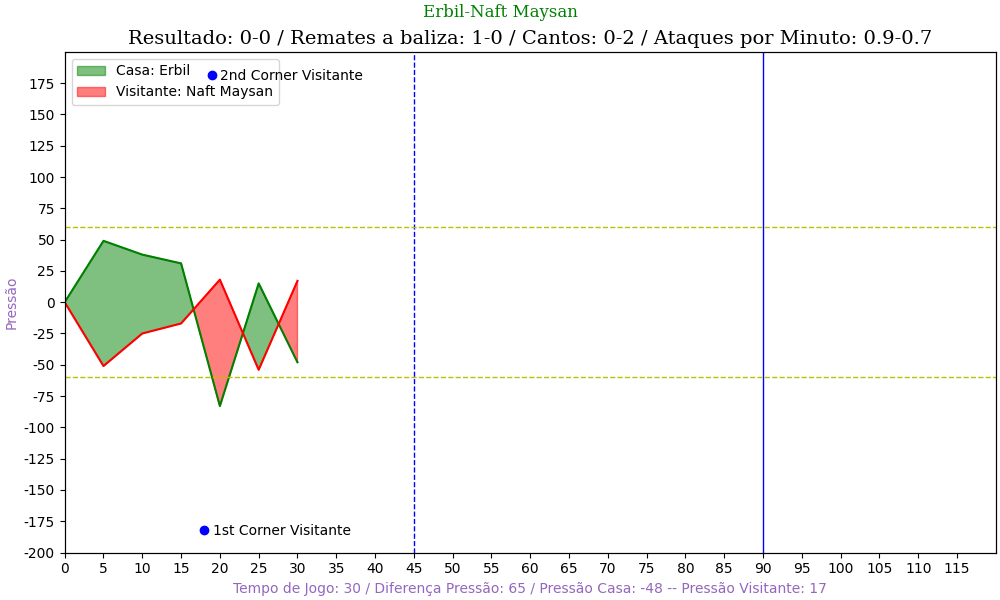 Erbil-Naft Maysan
Resultado: 0-0 / Remates a baliza: 1-0 / Cantos: 0-2 / Ataques por Minuto: 0.9-0.7
Casa: Erbil
Visitante: Naft Maysan
2nd Corner Visitante
175
150
125
100
75
50
25
0
-25
-50
-75
-100
-125
-150
-175
-200
Pressão
1st Corner Visitante
0 5 10 15 20 25 30 35 40 45 50 55 60 65 70 75 80 85 90 95 100 105 110 115
Tempo de Jogo: 30 / Diferença Pressão: 65 / Pressão Casa: -48 -- Pressão Visitante: 17